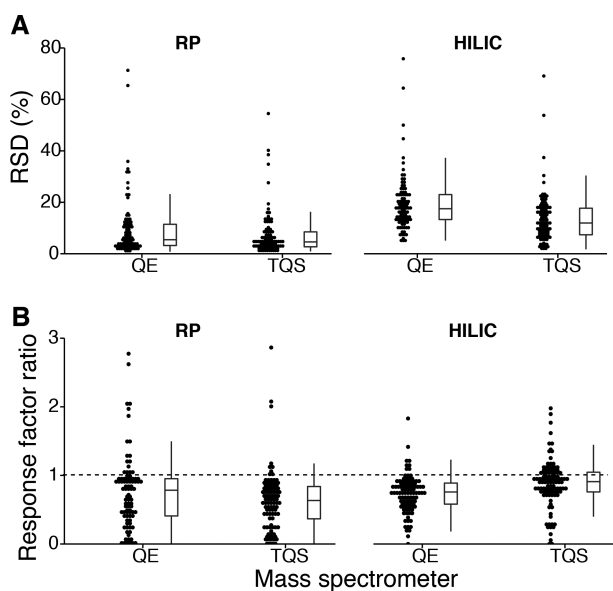 A
RP
HILIC
RSD (%)
80
60
40
20
0
QE
TQS
QE
TQS
B
RP
HILIC
Response factor ratio
3
2
1
0
QE
TQS
QE
TQS
Mass spectrometer